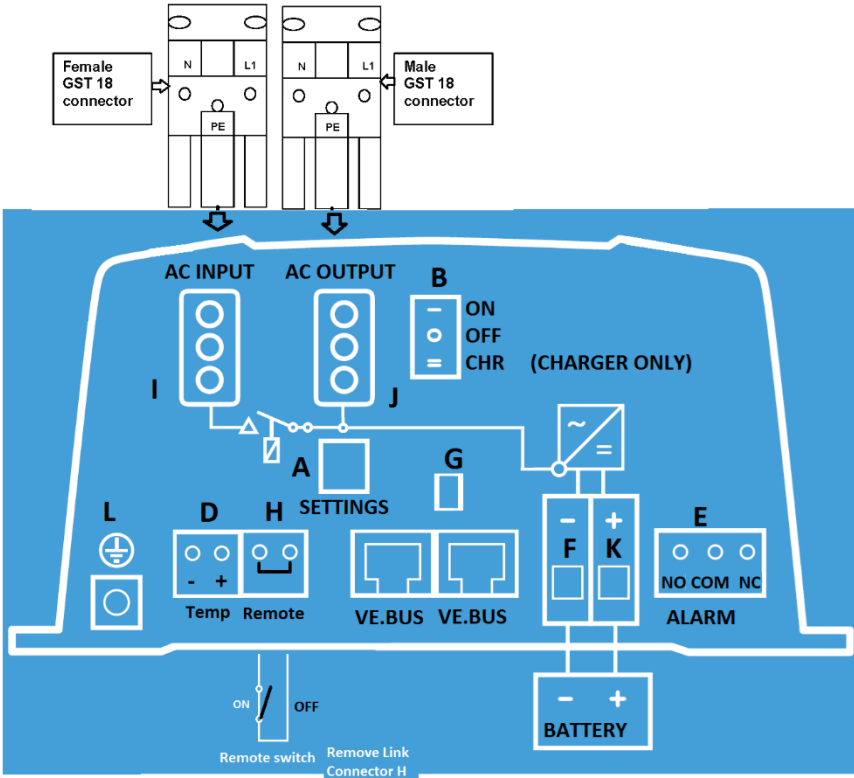 Female
GST 18
connector
N L1
PE
N L1
PE
Male
GST 18
connector
AC INPUT AC OUTPUT B
ON
OFF
CHR (CHARGER ONLY)
I J
A G
SETTINGS
L D H
- +
Temp Remote
VE.BUS VE.BUS
- +
F K
E
NO COM NC
ALARM
ON OFF
- +
BATTERY
Remote switch
Remove Link
Connector H